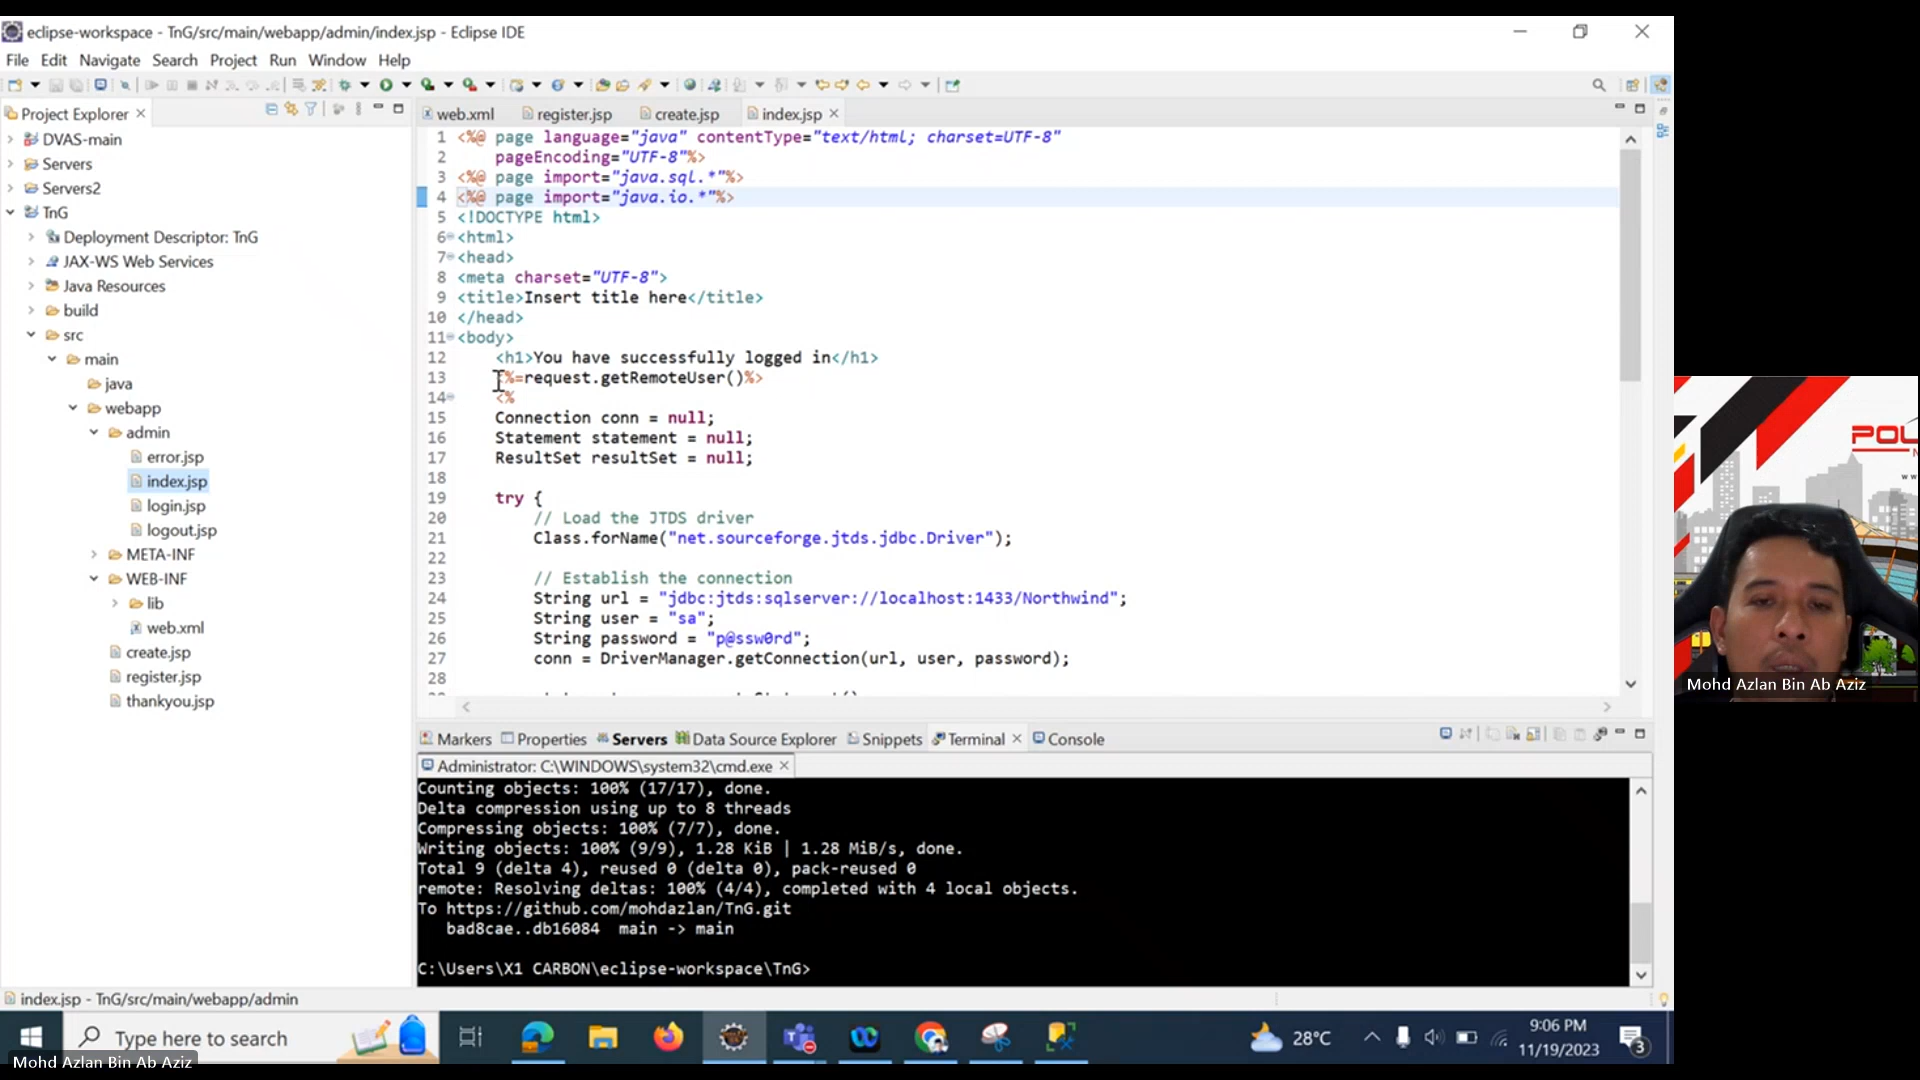 eclipse-workspace - TnG/src/main/webapp/admin/index.jsp - Eclipse IDE
File Edit Navigate Search Project Run Window Help
Project Explorer
DVAS-main
Servers
Servers2
TnG
Deployment Descriptor: TnG
JAX-WS Web Services
Java Resources
build
src
main
java
webapp
admin
error.jsp
index.jsp
login.jsp
logout.jsp
META-INF
WEB-INF
lib
web.xml
create.jsp
register.jsp
thankyou.jsp
web.xml register.jsp create.jsp index.jsp
1 <%@ page language="java" contentType="text/html; charset=UTF-8"
2 pageEncoding="UTF-8"%>
3 <%@ page import="java.sql.*"%>
4 <%@ page import="java.io.*"%>
5 <!DOCTYPE html>
6 <html>
7 <head>
8 <meta charset="UTF-8">
9 <title>Insert title here</title>
10 </head>
11 <body>
12 <h1>You have successfully logged in</h1>
13 <%=request.getRemoteUser()%>
14 <%
15 Connection conn = null;
16 Statement statement = null;
17 ResultSet resultSet = null;
18
19 try {
20 // Load the JTDS driver
21 Class.forName("net.sourceforge.jtds.jdbc.Driver");
22
23 // Establish the connection
24 String url = "jdbc:jtds:sqlserver://localhost:1433/Northwind";
25 String user = "sa";
26 String password = "p@ssw0rd";
27 conn = DriverManager.getConnection(url, user, password);
28
Markers Properties Servers Data Source Explorer Snippets Terminal Console
Administrator: C:\WINDOWS\system32\cmd.exe
Counting objects: 100% (17/17), done.
Delta compression using up to 8 threads
Compressing objects: 100% (7/7), done.
Writing objects: 100% (9/9), 1.28 KiB | 1.28 MiB/s, done.
Total 9 (delta 4), reused 0 (delta 0), pack-reused 0
remote: Resolving deltas: 100% (4/4), completed with 4 local objects.
To https://github.com/mohdazlan/TnG.git
bad8cae..db16084 main -> main
C:\Users\X1 CARBON\eclipse-workspace\TnG>
index.jsp - TnG/src/main/webapp/admin
Type here to search
28°C
9:06 PM
11/19/2023
3
Mohd Azlan Bin Ab Aziz
POL
Mohd Azlan Bin Ab Aziz